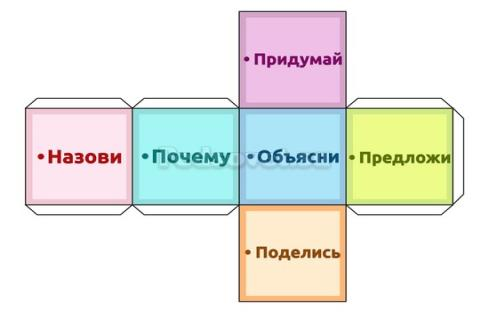 • Придумай
• Назови
• Почему
• Объясни
• Предложи
• Поделись